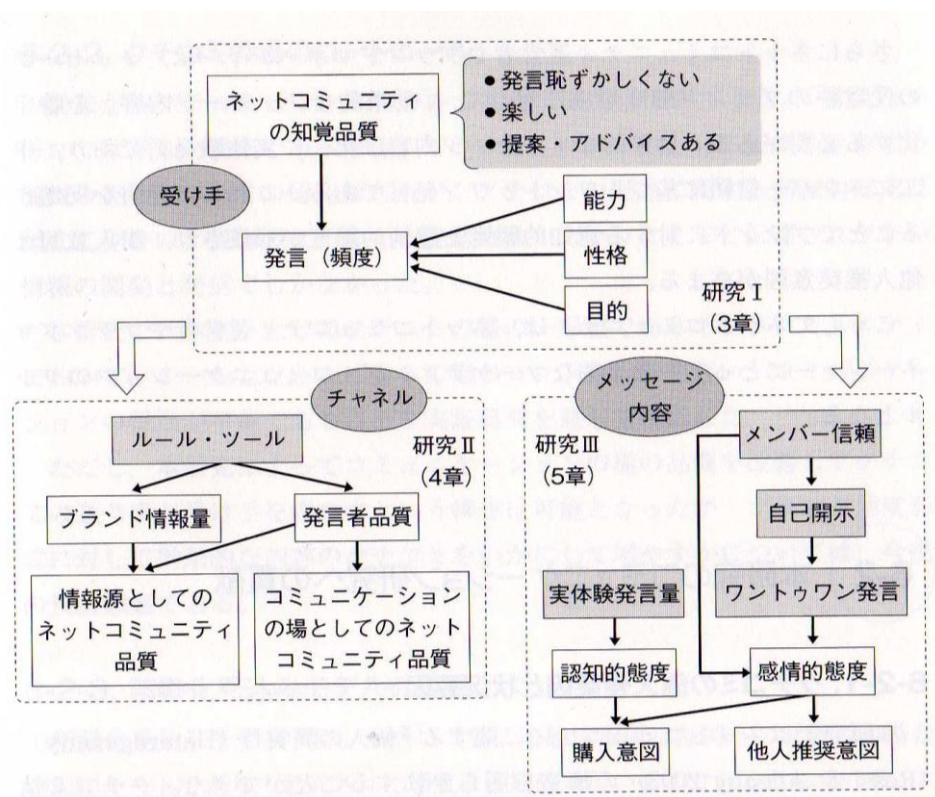 ネットコミュニティ
の知覚品質
● 発言恥ずかしくない
● 楽しい
● 提案・アドバイスある
受け手
発言（頻度）
能力
性格
目的
研究Ⅰ
（3章）
チャネル
ルール・ツール
研究Ⅱ
（4章）
ブランド情報量
発言者品質
情報源としての
ネットコミュニティ
品質
コミュニケーション
の場としてのネット
コミュニティ品質
メッセージ
内容
研究Ⅲ
（5章）
メンバー信頼
自己開示
実体験発言量
ワントゥワン発言
認知的態度
感情的態度
購入意図
他人推奨意図